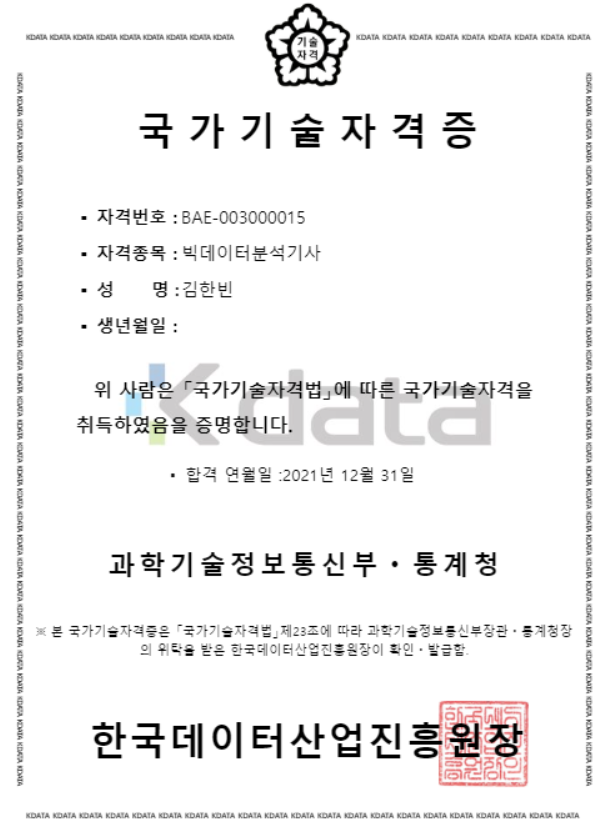 KDATA KDATA KDATA KDATA KDATA KDATA KDATA KDATA KDATA
기술
자격
KDATA KDATA KDATA KDATA KDATA KDATA KDATA KDATA KDATA
국가기술자격증
▪ 자격번호 : BAE-003000015
▪ 자격종목 : 빅데이터분석기사
▪ 성 명 : 김한빈
▪ 생년월일 :
Kdata
위 사람은 「국가기술자격법」에 따른 국가기술자격을
취득하였음을 증명합니다.
• 합격 연월일 :2021년 12월 31일
과학기술정보통신부 • 통계청
※ 본 국가기술자격증은 「국가기술자격법」제23조에 따라 과학기술정보통신부장관 • 통계청장
의 위탁을 받은 한국데이터산업진흥원장이 확인 • 발급함.
한국데이터산업진흥원장
KDATA KDATA KDATA KDATA KDATA KDATA KDATA KDATA KDATA KDATA KDATA KDATA KDATA KDATA KDATA KDATA KDATA KDATA KDATA KDATA KDATA